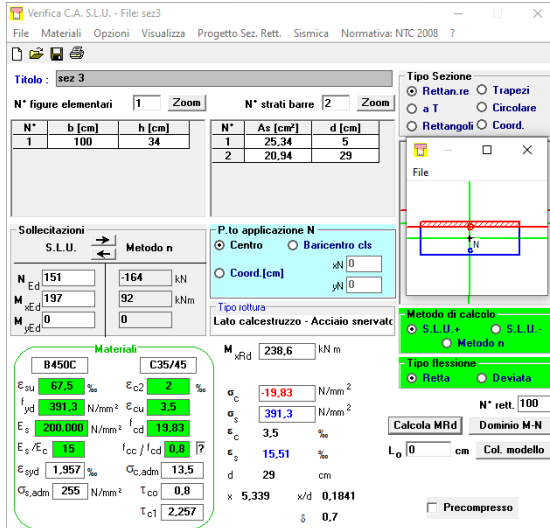 Verifica C.A. S.L.U. - File: sez3
File Materiali Opzioni Visualizza Progetto Sez. Rett. Sismica Normativa: NTC 2008 ?
Titolo : sez 3
N° figure elementari 1 Zoom
N° strati barre 2 Zoom
N° b [cm] h [cm]
1 100 34
N° As [cm²] d [cm]
1 25,34 5
2 20,94 29
Tipo Sezione
Rettan.re Trapezi
a T Circolare
Rettangoli Coord.
File
N
Sollecitazioni
S.L.U. Metodo n
N Ed 151 -164 kN
M xEd 197 92 kNm
M yEd 0 0
P.to applicazione N
Centro Baricentro cls
Coord.[cm] xN 0
yN 0
Tipo rottura
Lato calcestruzzo - Acciaio snervato
Metodo di calcolo
S.L.U.+ S.L.U.-
Metodo n
Tipo flessione
Retta Deviata
N° rett. 100
Calcola MRd Dominio M-N
L₀ 0 cm Col. modello
Precompresso
Materiali
B450C C35/45
εsu 67,5 ‰ εc2 2 ‰
fyd 391,3 N/mm² εcu 3,5
Es 200.000 N/mm² fcd 19,83
Es/Ec 15 fcc / fcd 0,8 ?
εsyd 1,957 ‰ σc,adm 13,5
σs,adm 255 N/mm² τco 0,8
τc1 2,257
M xRd 238,6 kN m
σc -19,83 N/mm²
σs 391,3 N/mm²
εc 3,5 ‰
εs 15,51 ‰
d 29 cm
x 5,339 x/d 0,1841
δ 0,7